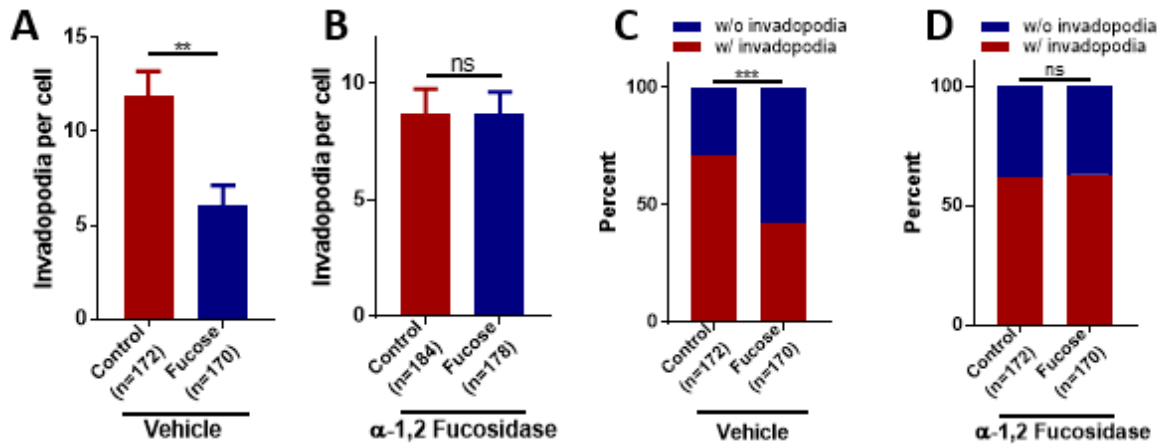 A
Invadopodia per cell
15
10
5
0
**
Control
(n=172)
Fucose
(n=170)
Vehicle
B
Invadopodia per cell
10
5
0
ns
Control
(n=184)
Fucose
(n=178)
α-1,2 Fucosidase
C
w/o invadopodia
w/ invadopodia
Percent
100
50
0
***
Control
(n=172)
Fucose
(n=170)
Vehicle
D
w/o invadopodia
w/ invadopodia
Percent
100
50
0
ns
Control
(n=172)
Fucose
(n=170)
α-1,2 Fucosidase